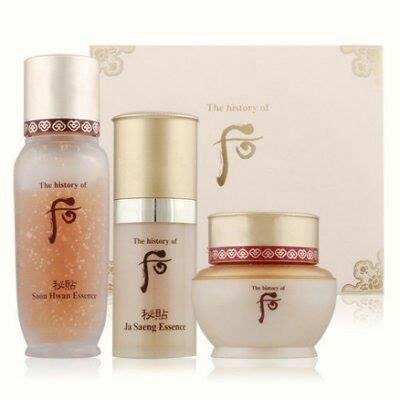 The history of
后
The history of
后
秘貼
Soon Hwan Essence
The history of
后
秘貼
Ja Saeng Essence
The history of
后